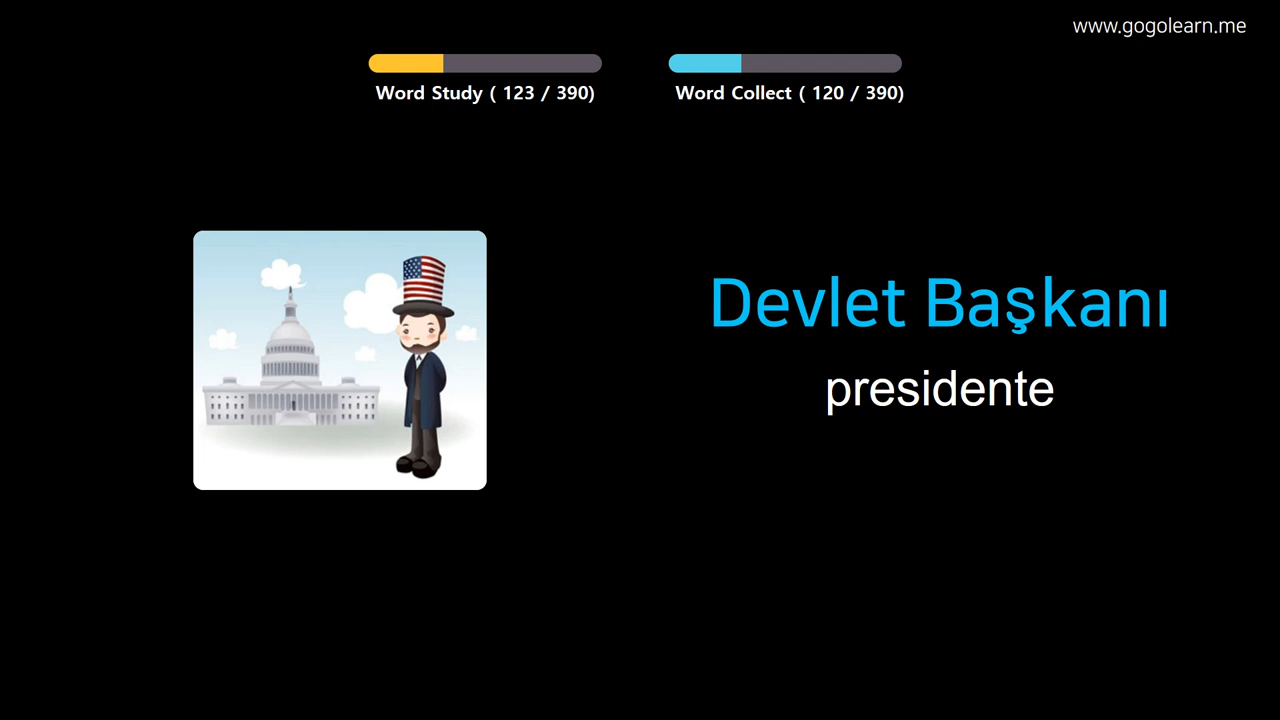 www.gogolearn.me
Word Study ( 123 / 390)
Word Collect ( 120 / 390)
Devlet Başkanı
presidente